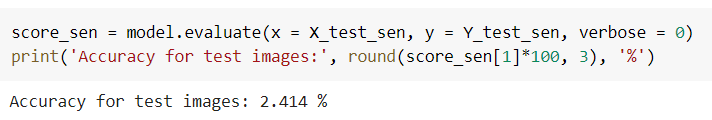 score_sen = model.evaluate(x = X_test_sen, y = Y_test_sen, verbose = 0)
print('Accuracy for test images:', round(score_sen[1]*100, 3), '%')
Accuracy for test images: 2.414 %